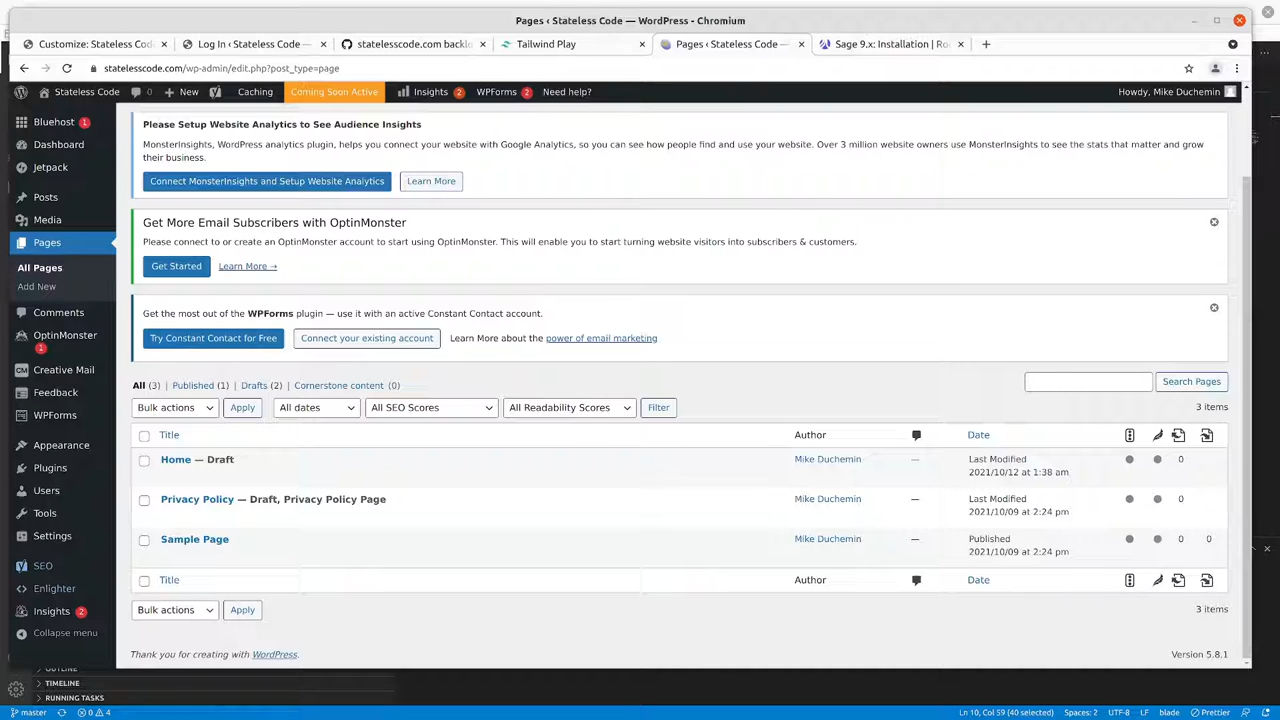 Pages ‹ Stateless Code — WordPress - Chromium
Customize: Stateless Cod
Log In ‹ Stateless Code —
statelesscode.com backlo
Tailwind Play
Pages ‹ Stateless Code —
Sage 9.x: Installation | Ro
statelesscode.com/wp-admin/edit.php?post_type=page
Stateless Code
0
New
Caching
Coming Soon Active
Insights 2
WPForms 2
Need help?
Howdy, Mike Duchemin
Bluehost 1
Dashboard
Jetpack
Posts
Media
Pages
All Pages
Add New
Comments
OptinMonster
1
Creative Mail
Feedback
WPForms
Appearance
Plugins
Users
Tools
Settings
SEO
Enlighter
Insights 2
Collapse menu
Please Setup Website Analytics to See Audience Insights
MonsterInsights, WordPress analytics plugin, helps you connect your website with Google Analytics, so you can see how people find and use your website. Over 3 million website owners use MonsterInsights to see the stats that matter and grow
their business.
Connect MonsterInsights and Setup Website Analytics
Learn More
Get More Email Subscribers with OptinMonster
Please connect to or create an OptinMonster account to start using OptinMonster. This will enable you to start turning website visitors into subscribers & customers.
Get Started
Learn More →
Get the most out of the WPForms plugin — use it with an active Constant Contact account.
Try Constant Contact for Free
Connect your existing account
Learn More about the power of email marketing
All (3) | Published (1) | Drafts (2) | Cornerstone content (0)
Search Pages
Bulk actions
Apply
All dates
All SEO Scores
All Readability Scores
Filter
3 items
Title
Author
Date
Home — Draft
Mike Duchemin
—
Last Modified
2021/10/12 at 1:38 am
0
Privacy Policy — Draft, Privacy Policy Page
Mike Duchemin
—
Last Modified
2021/10/09 at 2:24 pm
0
Sample Page
Mike Duchemin
—
Published
2021/10/09 at 2:24 pm
0
0
Title
Author
Date
Bulk actions
Apply
3 items
Thank you for creating with WordPress.
Version 5.8.1
OUTLINE
TIMELINE
RUNNING TASKS
master
0
4
Ln 10, Col 59 (40 selected)
Spaces: 2
UTF-8
LF
blade
Prettier